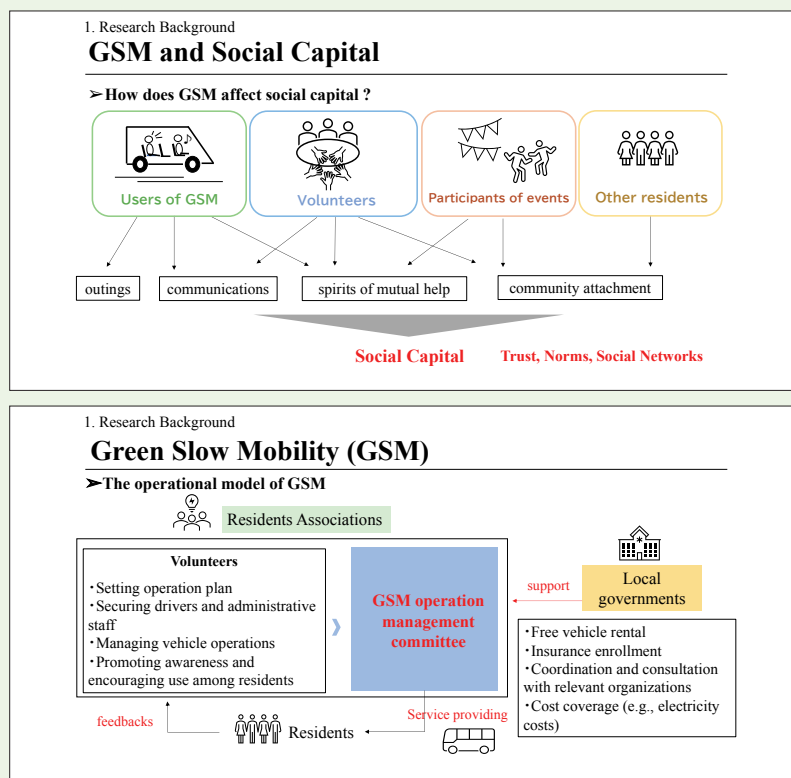 1. Research Background
GSM and Social Capital
➢How does GSM affect social capital ?
Users of GSM
Volunteers
Participants of events
Other residents
outings
communications
spirits of mutual help
community attachment
Social Capital
Trust, Norms, Social Networks
1. Research Background
Green Slow Mobility (GSM)
➢The operational model of GSM
Residents Associations
Volunteers
・Setting operation plan
・Securing drivers and administrative
staff
・Managing vehicle operations
・Promoting awareness and
encouraging use among residents
GSM operation
management
committee
support
Local
governments
・Free vehicle rental
・Insurance enrollment
・Coordination and consultation
with relevant organizations
・Cost coverage (e.g., electricity
costs)
feedbacks
Residents
Service providing